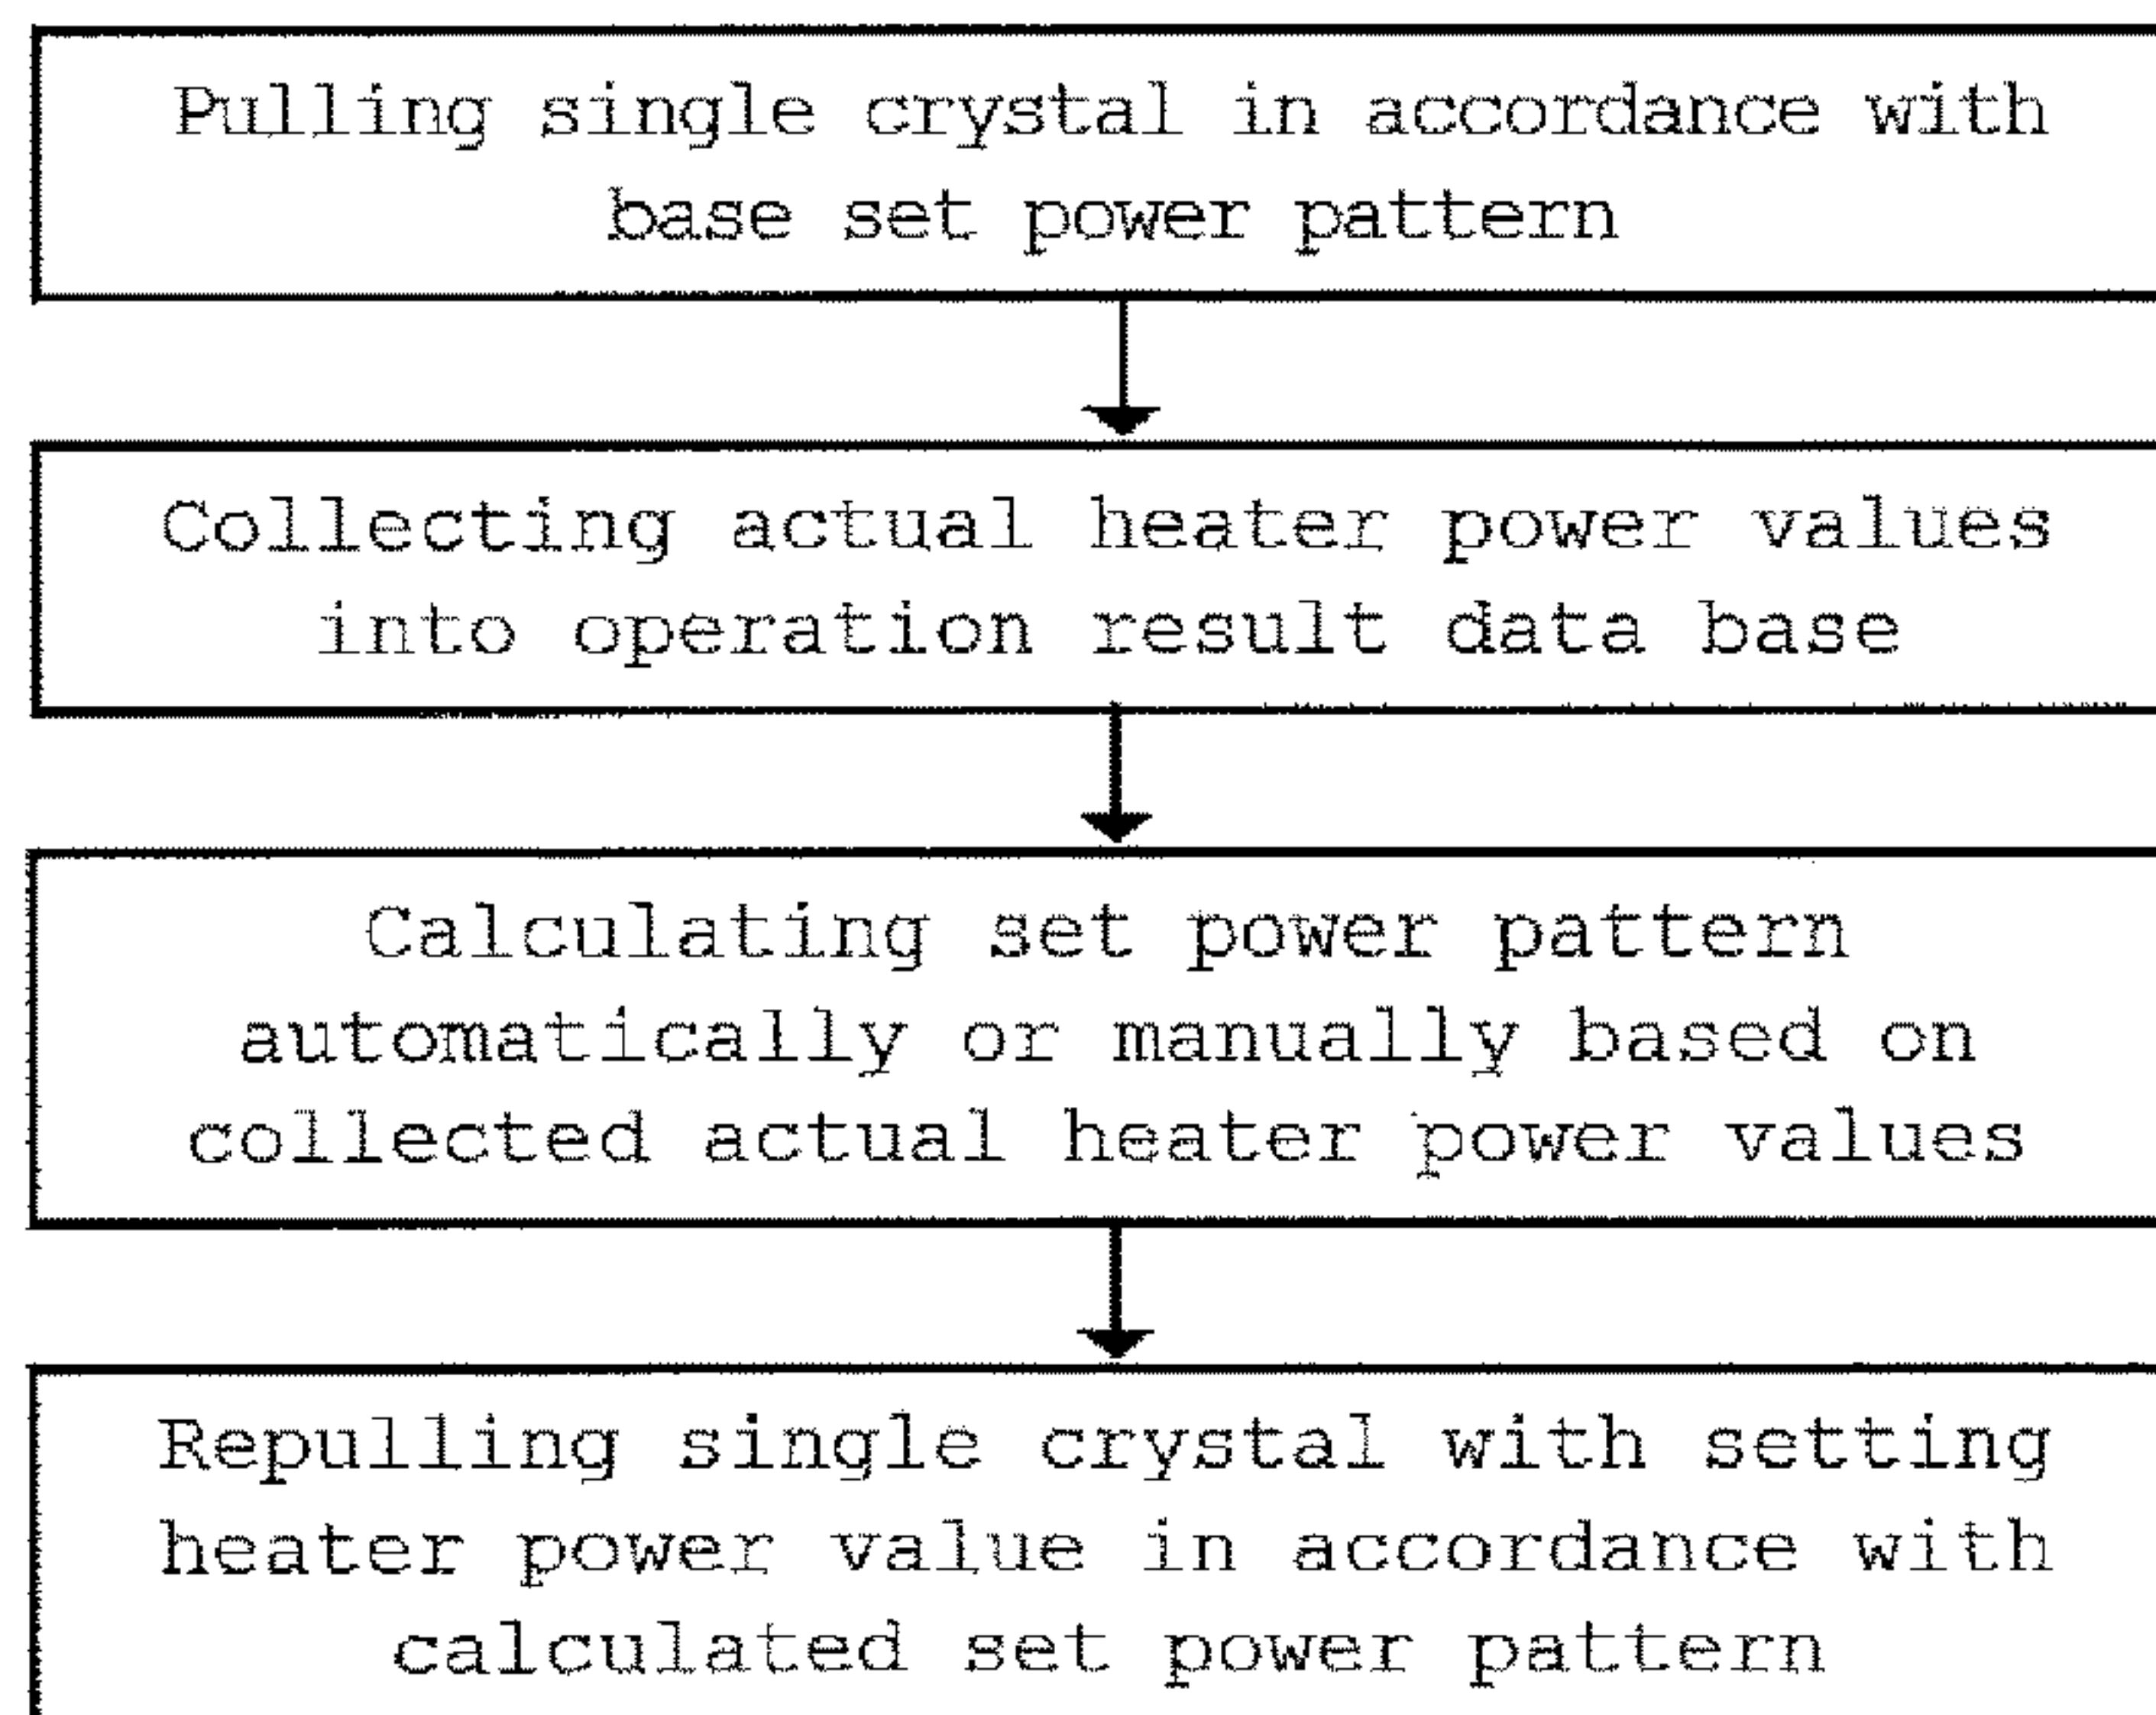 Pulling single crystal in accordance with
base set power pattern
Collecting actual heater power values
into operation result data base
Calculating set power pattern
automatically or manually based on
collected actual heater power values
Repulling single crystal with setting
heater power value in accordance with
calculated set power pattern